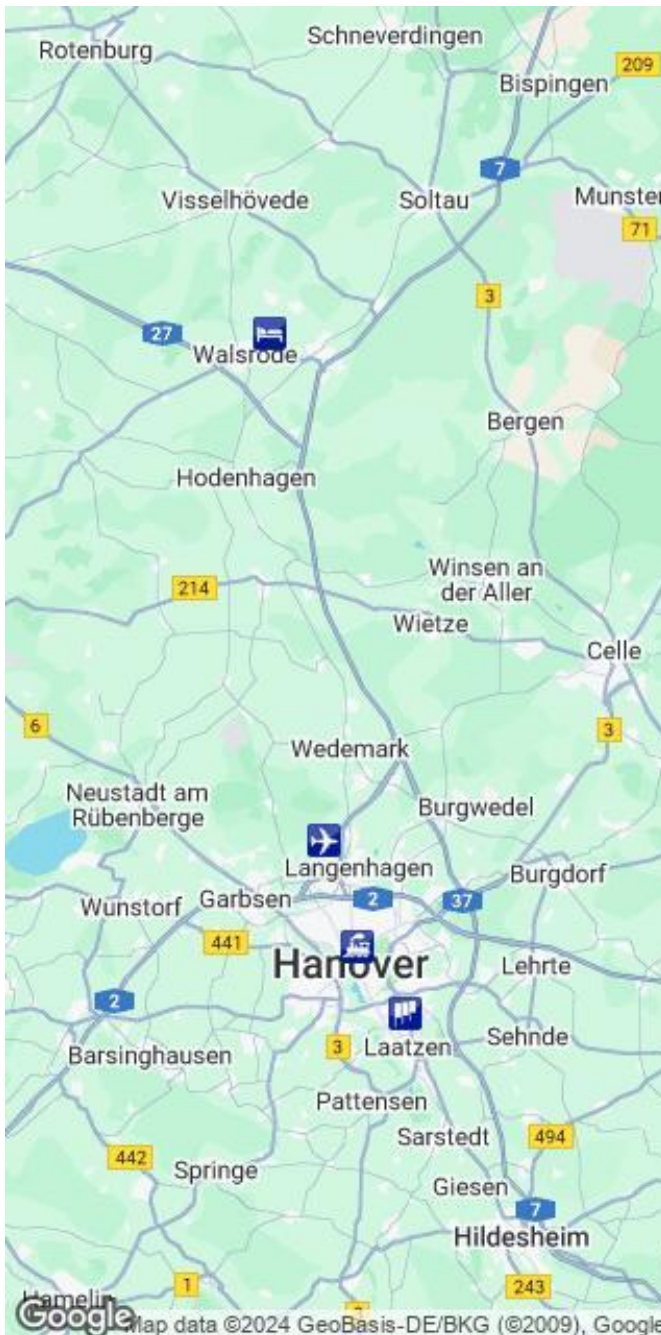 Schneverdingen
Rotenburg
209
Bispingen
7
Visselhövede
Soltau
Munster
71
3
27
Walsrode
Bergen
Hodenhagen
Winsen an
der Aller
214
Wietze
Celle
6
3
Wedemark
Neustadt am
Rübenberge
Burgwedel
Langenhagen
Burgdorf
Garbsen
2
37
Wunstorf
441
Hanover
Lehrte
2
Sehnde
3
Laatzen
Barsinghausen
Pattensen
Sarstedt
494
442
Springe
Giesen
7
Hildesheim
1
243
Hamelin
Google
Map data ©2024 GeoBasis-DE/BKG (©2009), Google